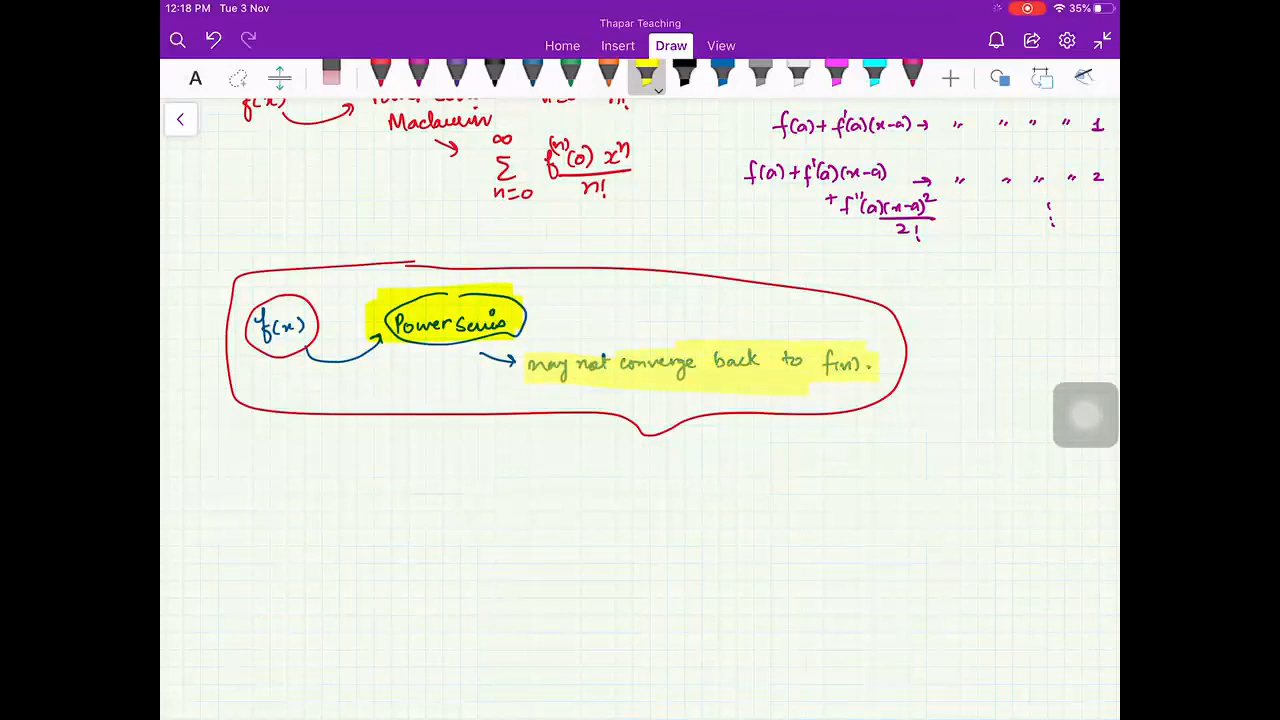 12:18 PM Tue 3 Nov
35%
Thapar Teaching
Home Insert Draw View
A
f(x)
Maclaurin
n=0 n!
∞
∑ f⁽ⁿ⁾(0) xⁿ
n=0 n!
f(a) + f'(a)(x-a) → " " " " 1
f(a) + f'(a)(x-a) → " " " " 2
+ f''(a)(x-a)²
2!
f(x)
Power Series
may not converge back to f(x).